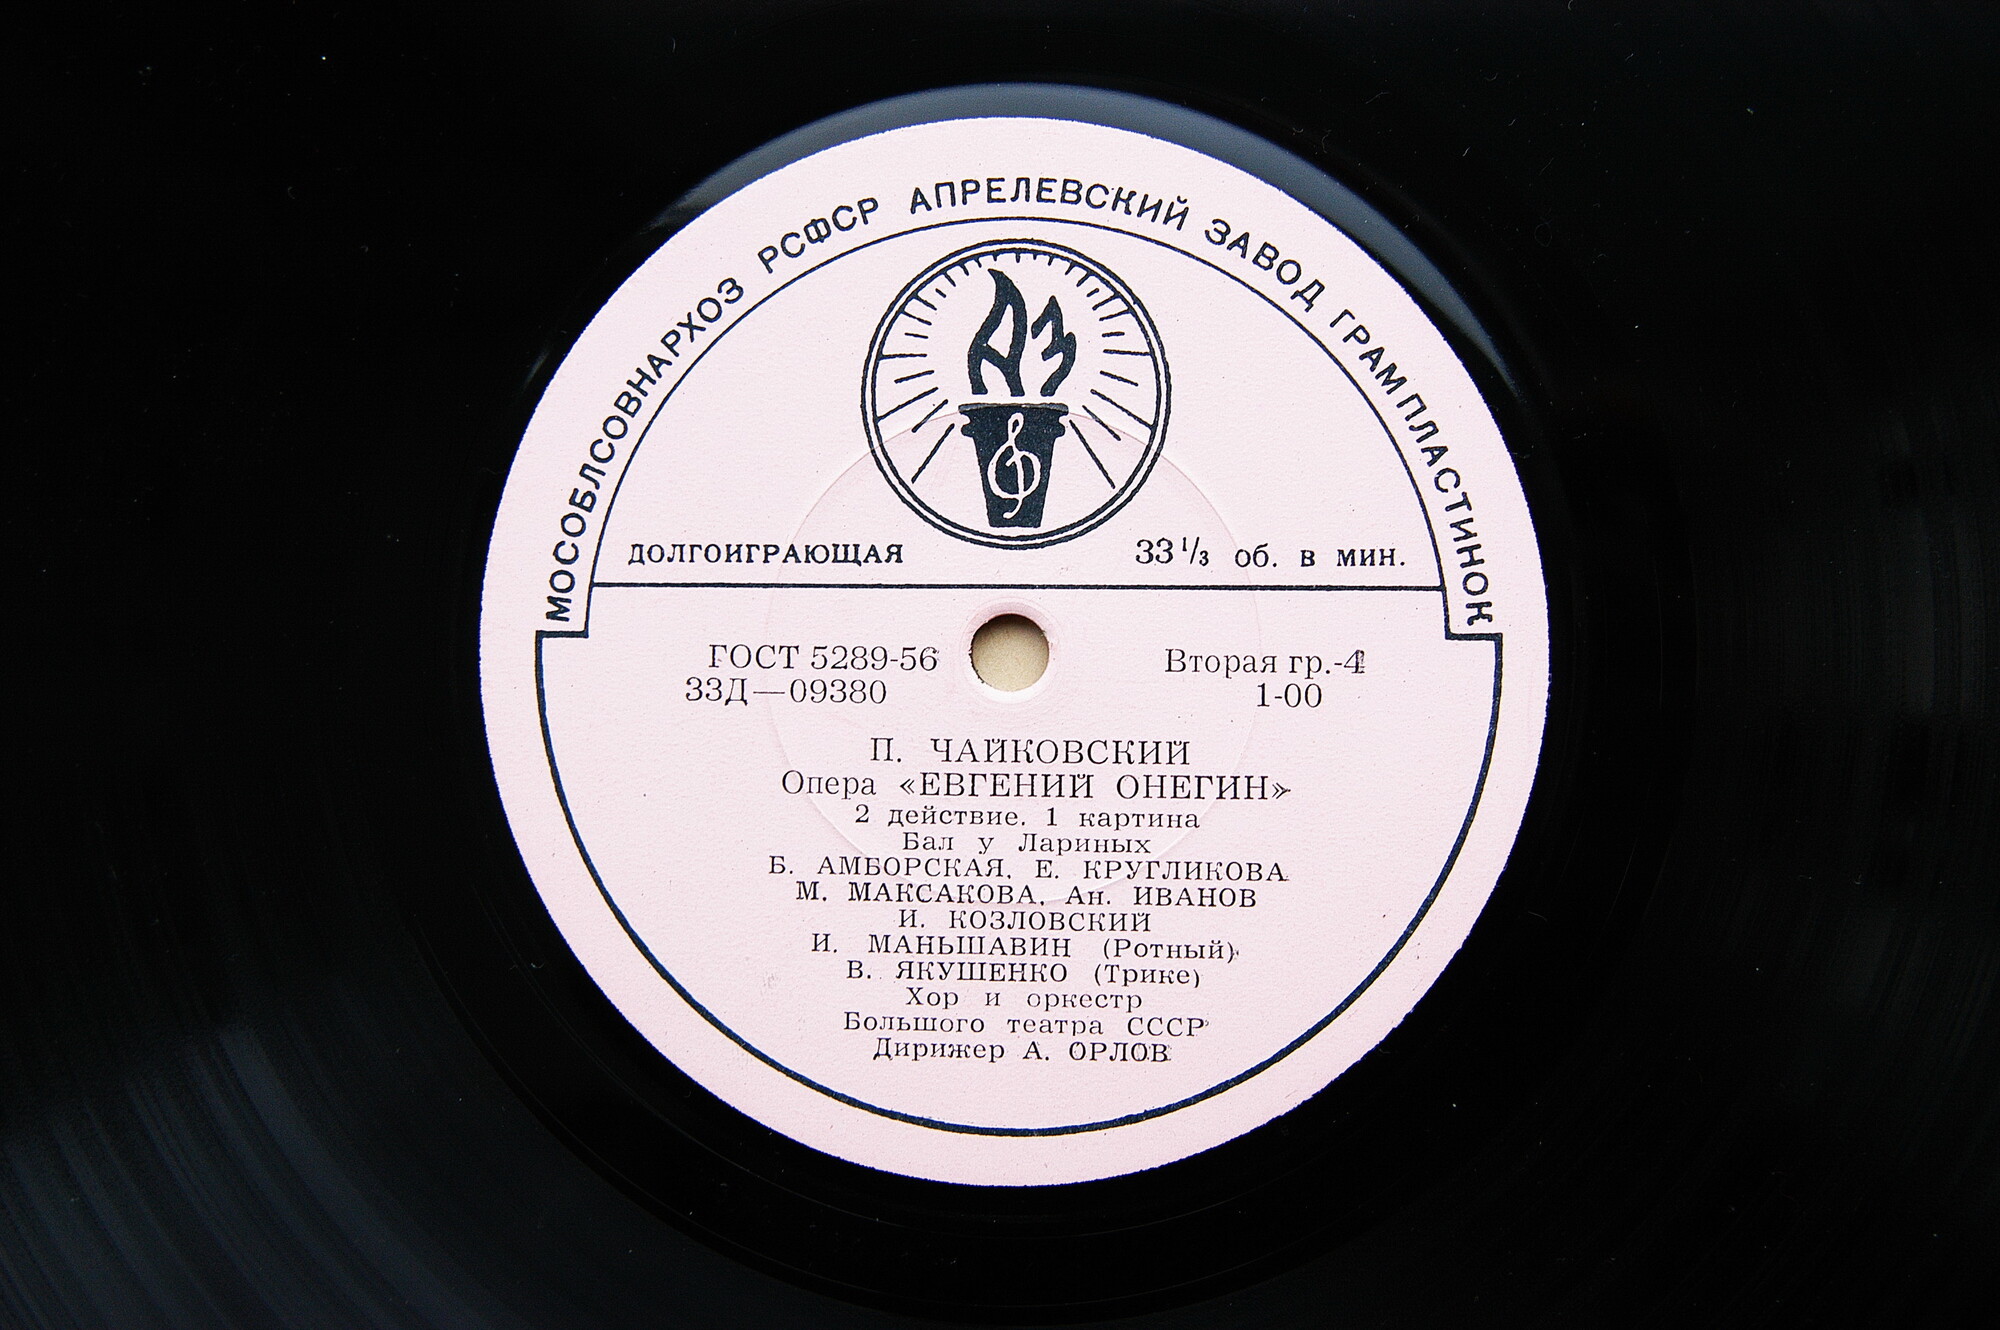 МОСОБЛСОВНАРХОЗ РСФСР АПРЕЛЕВСКИЙ ЗАВОД ГРАМПЛАСТИНОК
АЗ
ДОЛГОИГРАЮЩАЯ 33 1/3 об. в мин.
ГОСТ 5289-56 Вторая гр.-4
33Д—09380 1-00
П. ЧАЙКОВСКИЙ
Опера «ЕВГЕНИЙ ОНЕГИН»
2 действие. 1 картина
Бал у Лариных
Б. АМБОРСКАЯ, Е. КРУГЛИКОВА
М. МАКСАКОВА, Ан. ИВАНОВ
И. КОЗЛОВСКИЙ
И. МАНЬШАВИН (Ротный)
В. ЯКУШЕНКО (Трике)
Хор и оркестр
Большого театра СССР
Дирижер А. ОРЛОВ